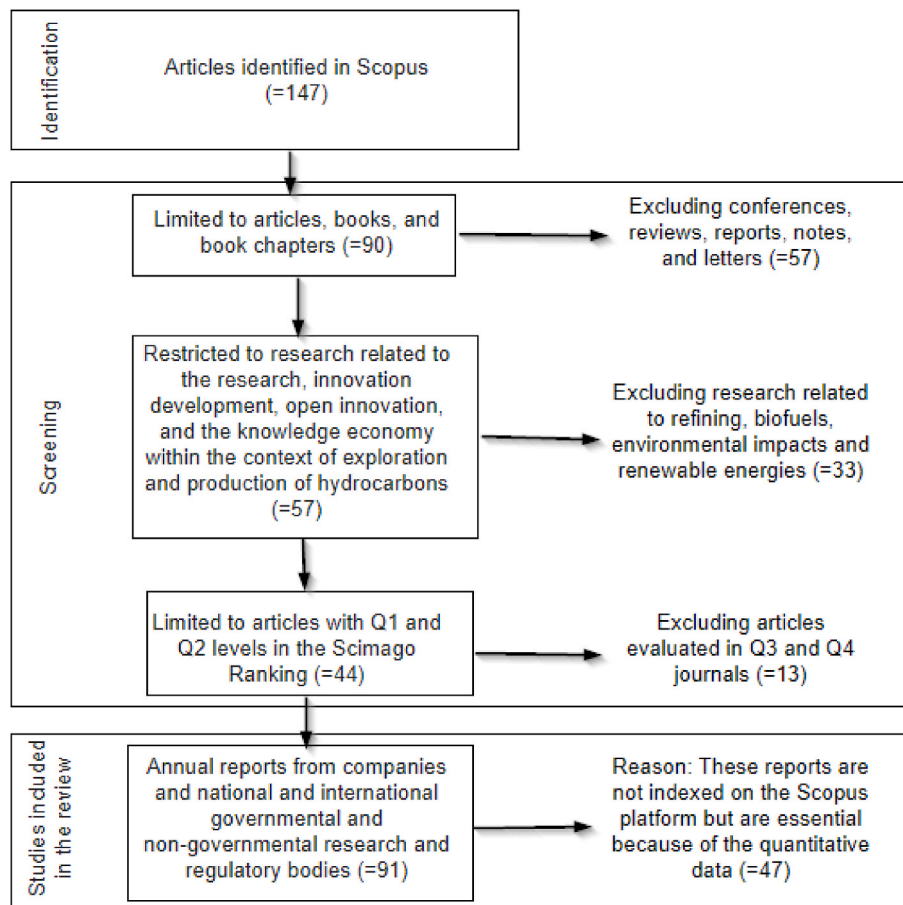 Identification
Articles identified in Scopus
(=147)
Screening
Limited to articles, books, and
book chapters (=90)
Excluding conferences,
reviews, reports, notes,
and letters (=57)
Restricted to research related to
the research, innovation
development, open innovation,
and the knowledge economy
within the context of exploration
and production of hydrocarbons
(=57)
Excluding research related
to refining, biofuels,
environmental impacts and
renewable energies (=33)
Limited to articles with Q1 and
Q2 levels in the Scimago
Ranking (=44)
Excluding articles
evaluated in Q3 and Q4
journals (=13)
Studies included
in the review
Annual reports from companies
and national and international
governmental and
non-governmental research and
regulatory bodies (=91)
Reason: These reports are
not indexed on the Scopus
platform but are essential
because of the quantitative
data (=47)